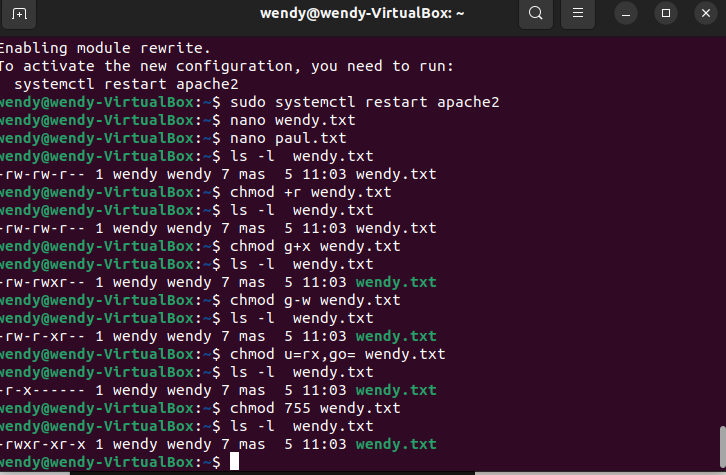 wendy@wendy-VirtualBox: ~
Enabling module rewrite.
To activate the new configuration, you need to run:
  systemctl restart apache2
wendy@wendy-VirtualBox:~$ sudo systemctl restart apache2
wendy@wendy-VirtualBox:~$ nano wendy.txt
wendy@wendy-VirtualBox:~$ nano paul.txt
wendy@wendy-VirtualBox:~$ ls -l  wendy.txt
-rw-rw-r-- 1 wendy wendy 7 mas  5 11:03 wendy.txt
wendy@wendy-VirtualBox:~$ chmod +r wendy.txt
wendy@wendy-VirtualBox:~$ ls -l  wendy.txt
-rw-rw-r-- 1 wendy wendy 7 mas  5 11:03 wendy.txt
wendy@wendy-VirtualBox:~$ chmod g+x wendy.txt
wendy@wendy-VirtualBox:~$ ls -l  wendy.txt
-rw-rwxr-- 1 wendy wendy 7 mas  5 11:03 wendy.txt
wendy@wendy-VirtualBox:~$ chmod g-w wendy.txt
wendy@wendy-VirtualBox:~$ ls -l  wendy.txt
-rw-r-xr-- 1 wendy wendy 7 mas  5 11:03 wendy.txt
wendy@wendy-VirtualBox:~$ chmod u=rx,go= wendy.txt
wendy@wendy-VirtualBox:~$ ls -l  wendy.txt
-r-x------ 1 wendy wendy 7 mas  5 11:03 wendy.txt
wendy@wendy-VirtualBox:~$ chmod 755 wendy.txt
wendy@wendy-VirtualBox:~$ ls -l  wendy.txt
-rwxr-xr-x 1 wendy wendy 7 mas  5 11:03 wendy.txt
wendy@wendy-VirtualBox:~$